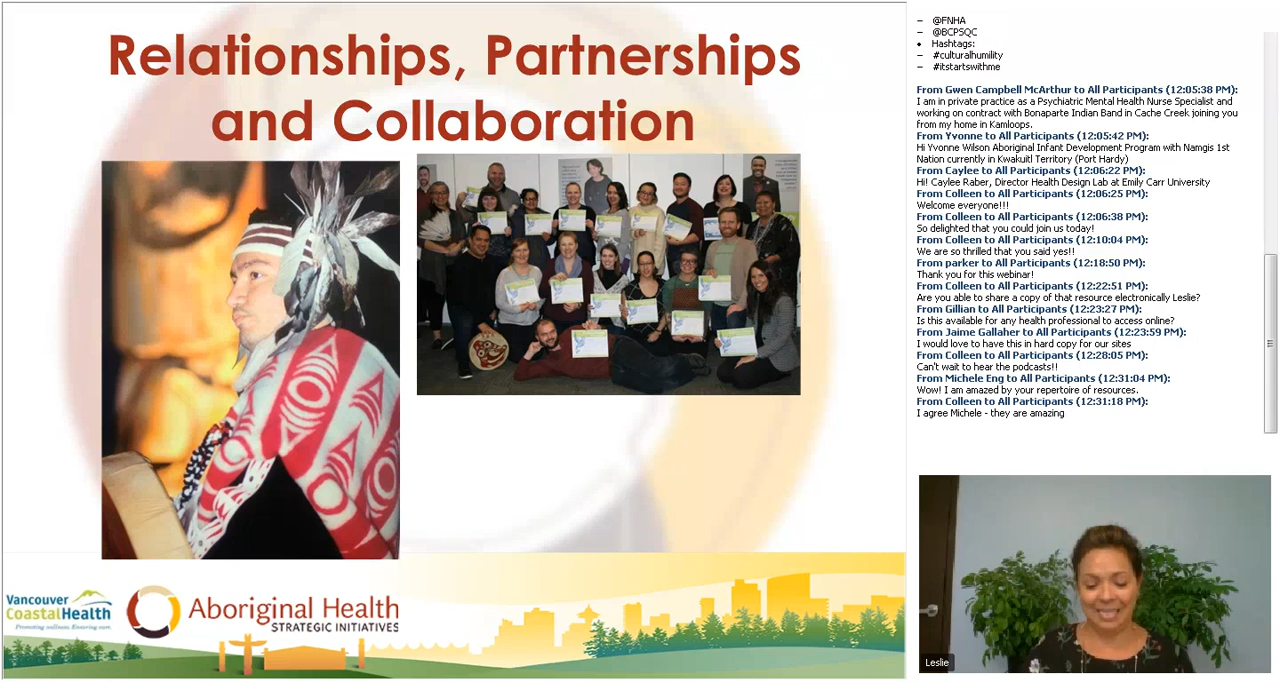 Relationships, Partnerships
and Collaboration
Vancouver
CoastalHealth
Promoting wellness. Ensuring care.
Aboriginal Health
STRATEGIC INITIATIVES
– @FNHA
– @BCPSQC
• Hashtags:
– #culturalhumility
– #itstartswithme
From Gwen Campbell McArthur to All Participants (12:05:38 PM):
I am in private practice as a Psychiatric Mental Health Nurse Specialist and
working on contract with Bonaparte Indian Band in Cache Creek joining you
from my home in Kamloops.
From Yvonne to All Participants (12:05:42 PM):
Hi Yvonne Wilson Aboriginal Infant Development Program with Namgis 1st
Nation currently in Kwakuitl Territory (Port Hardy)
From Caylee to All Participants (12:06:22 PM):
Hi! Caylee Raber, Director Health Design Lab at Emily Carr University
From Colleen to All Participants (12:06:25 PM):
Welcome everyone!!!
From Colleen to All Participants (12:06:38 PM):
So delighted that you could join us today!
From Colleen to All Participants (12:10:04 PM):
We are so thrilled that you said yes!!
From parker to All Participants (12:18:50 PM):
Thank you for this webinar!
From Colleen to All Participants (12:22:51 PM):
Are you able to share a copy of that resource electronically Leslie?
From Gillian to All Participants (12:23:27 PM):
Is this available for any health professional to access online?
From Jaime Gallaher to All Participants (12:23:59 PM):
I would love to have this in hard copy for our sites
From Colleen to All Participants (12:28:05 PM):
Can't wait to hear the podcasts!!
From Michele Eng to All Participants (12:31:04 PM):
Wow! I am amazed by your repertoire of resources.
From Colleen to All Participants (12:31:18 PM):
I agree Michele - they are amazing
Leslie